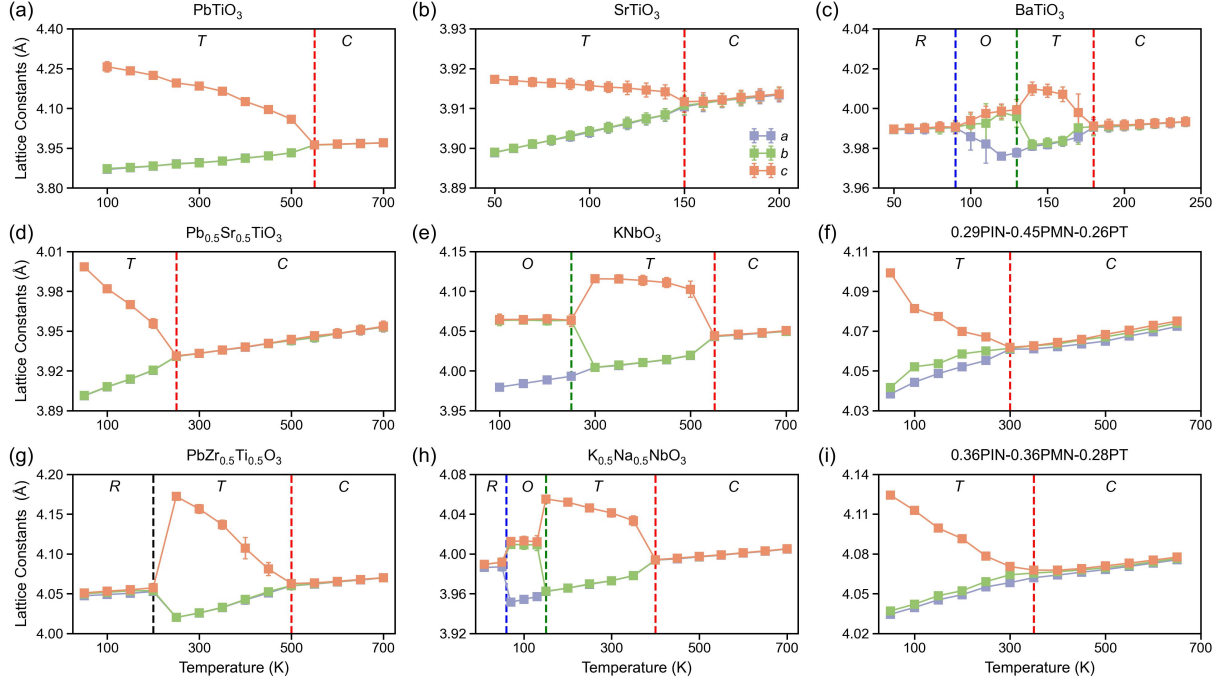 (a) PbTiO3
T C
4.40
4.25
4.10
3.95
3.80
Lattice Constants (Å)
100 300 500 700
(b) SrTiO3
T C
3.93
3.92
3.91
3.90
3.89
a
b
c
50 100 150 200
(c) BaTiO3
R O T C
4.04
4.02
4.00
3.98
3.96
50 100 150 200 250
(d) Pb0.5Sr0.5TiO3
T C
4.01
3.98
3.95
3.92
3.89
Lattice Constants (Å)
100 300 500 700
(e) KNbO3
O T C
4.15
4.10
4.05
4.00
3.95
100 300 500 700
(f) 0.29PIN-0.45PMN-0.26PT
T C
4.11
4.09
4.07
4.05
4.03
100 300 500 700
(g) PbZr0.5Ti0.5O3
R T C
4.20
4.15
4.10
4.05
4.00
Lattice Constants (Å)
100 300 500 700
Temperature (K)
(h) K0.5Na0.5NbO3
R O T C
4.08
4.04
4.00
3.96
3.92
100 300 500 700
Temperature (K)
(i) 0.36PIN-0.36PMN-0.28PT
T C
4.14
4.11
4.08
4.05
4.02
100 300 500 700
Temperature (K)